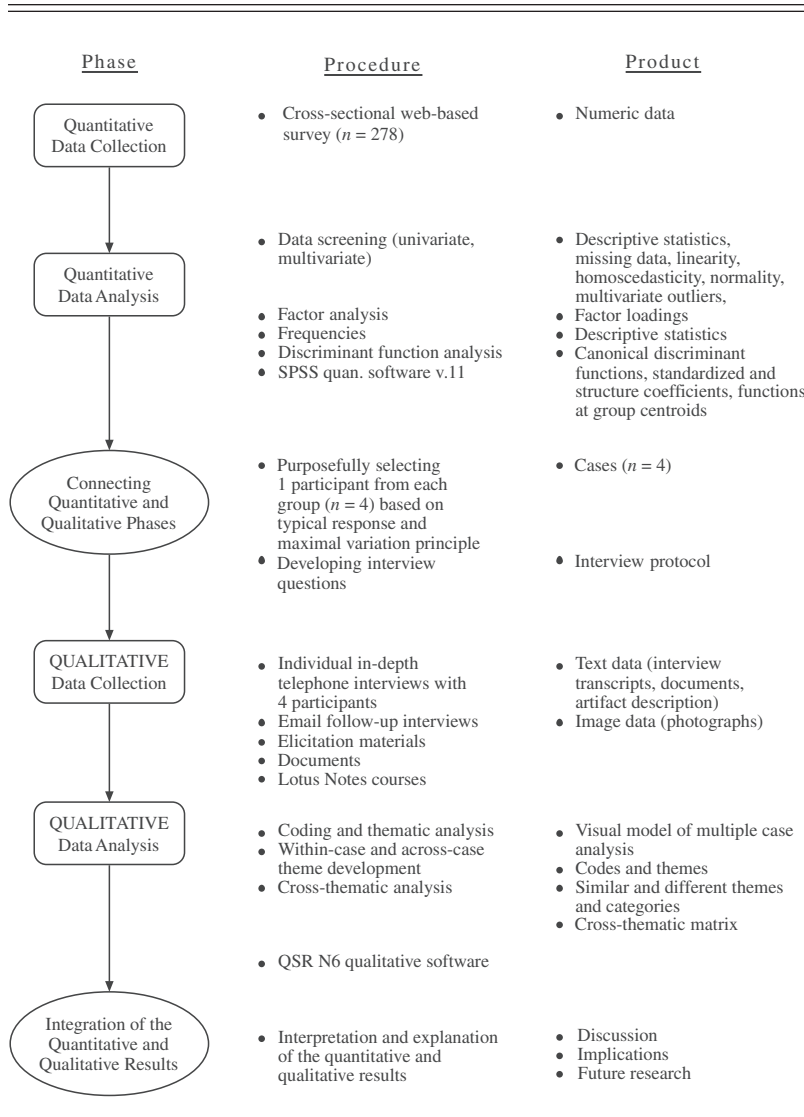 Phase
Procedure
Product
Quantitative
Data Collection
• Cross-sectional web-based
survey (n = 278)
• Numeric data
Quantitative
Data Analysis
• Data screening (univariate,
multivariate)
• Factor analysis
• Frequencies
• Discriminant function analysis
• SPSS quan. software v.11
• Descriptive statistics,
missing data, linearity,
homoscedasticity, normality,
multivariate outliers,
• Factor loadings
• Descriptive statistics
• Canonical discriminant
functions, standardized and
structure coefficients, functions
at group centroids
Connecting
Quantitative and
Qualitative Phases
• Purposefully selecting
1 participant from each
group (n = 4) based on
typical response and
maximal variation principle
• Developing interview
questions
• Cases (n = 4)
• Interview protocol
QUALITATIVE
Data Collection
• Individual in-depth
telephone interviews with
4 participants
• Email follow-up interviews
• Elicitation materials
• Documents
• Lotus Notes courses
• Text data (interview
transcripts, documents,
artifact description)
• Image data (photographs)
QUALITATIVE
Data Analysis
• Coding and thematic analysis
• Within-case and across-case
theme development
• Cross-thematic analysis
• QSR N6 qualitative software
• Visual model of multiple case
analysis
• Codes and themes
• Similar and different themes
and categories
• Cross-thematic matrix
Integration of the
Quantitative and
Qualitative Results
• Interpretation and explanation
of the quantitative and
qualitative results
• Discussion
• Implications
• Future research